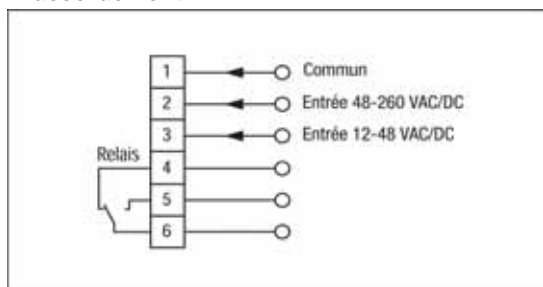 1 Commun
2 Entrée 48-260 VAC/DC
3 Entrée 12-48 VAC/DC
Relais
4
5
6